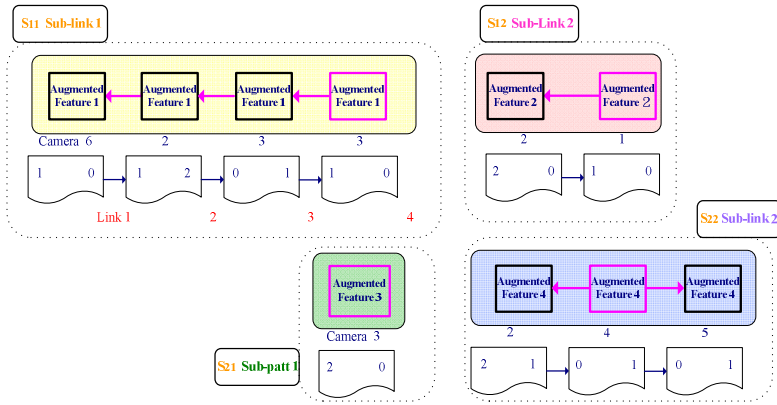 S11 Sub-link 1
S12 Sub-Link 2
Augmented Feature 1 Augmented Feature 1 Augmented Feature 1 Augmented Feature 1
Augmented Feature 2 Augmented Feature 2
Camera 6 2 3 3
2 1
1 0 1 2 0 1 1 0
2 0 1 0
Link 1 2 3 4
S22 Sub-link 2
Augmented Feature 3
Augmented Feature 4 Augmented Feature 4 Augmented Feature 4
Camera 3
2 4 5
S21 Sub-patt 1
2 0
2 1 0 1 0 1